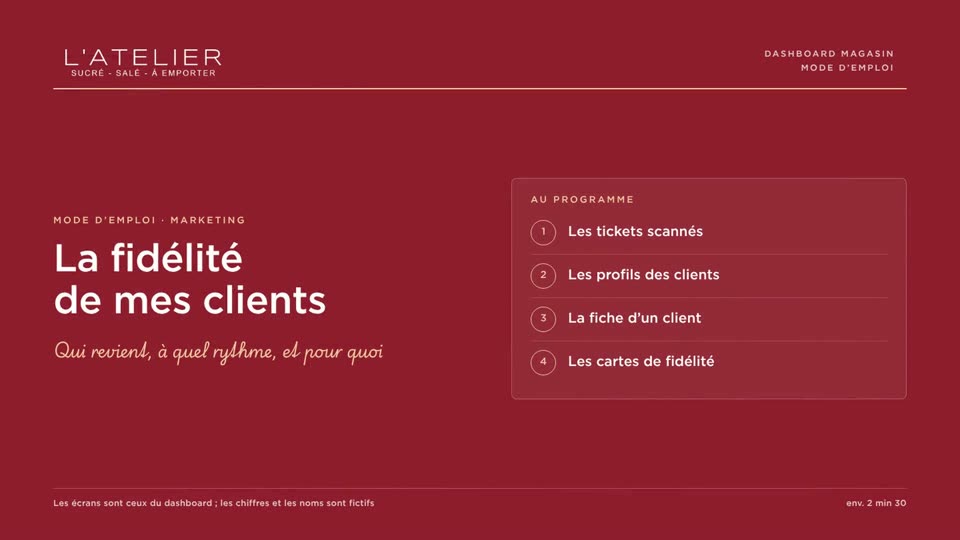 L'ATELIER
SUCRÉ - SALÉ - À EMPORTER
DASHBOARD MAGASIN
MODE D'EMPLOI
MODE D'EMPLOI · MARKETING
La fidélité
de mes clients
Qui revient, à quel rythme, et pour quoi
AU PROGRAMME
1 Les tickets scannés
2 Les profils des clients
3 La fiche d’un client
4 Les cartes de fidélité
Les écrans sont ceux du dashboard ; les chiffres et les noms sont fictifs
env. 2 min 30